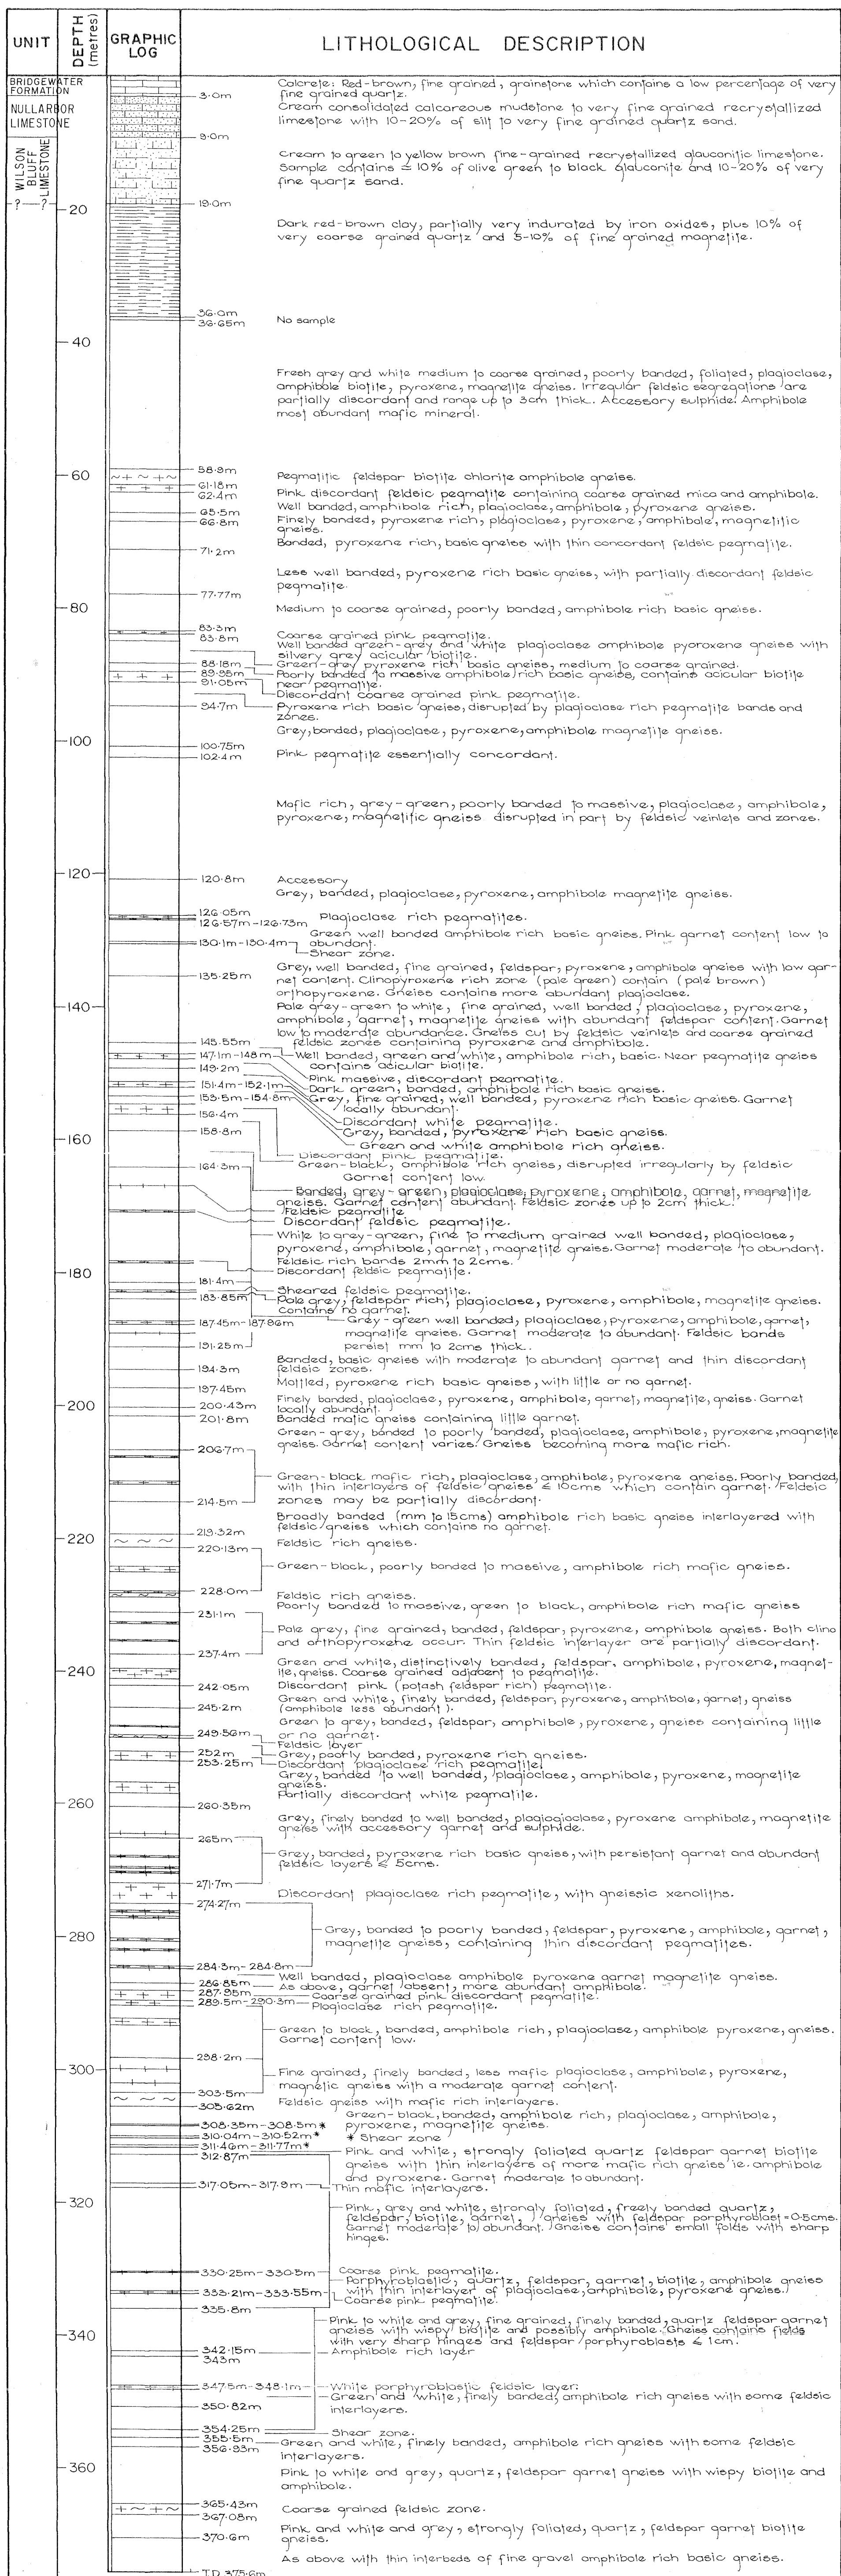 UNIT
DEPTH (metres)
GRAPHIC LOG
LITHOLOGICAL DESCRIPTION
BRIDGEWATER FORMATION
3·0m
Calcrete: Red-brown, fine grained, grainstone which contains a low percentage of very
fine grained quartz.
NULLARBOR LIMESTONE
Cream consolidated calcareous mudstone to very fine grained recrystallized
limestone with 10-20% of silt to very fine grained quartz sand.
9·0m
WILSON BLUFF LIMESTONE
Cream to green to yellow brown fine-grained recrystallized glauconitic limestone.
Sample contains = 10% of olive green to black glauconite and 10-20% of very
fine quartz sand.
? ?
19·0m
20
Dark red-brown clay, partially very indurated by iron oxides, plus 10% of
very coarse grained quartz and 5-10% of fine grained magnetite.
36·0m
36·65m
No sample
40
Fresh grey and white medium to coarse grained, poorly banded, foliated, plagioclase,
amphibole biotite, pyroxene, magnetite gneiss. Irregular feldsic segregations are
partially discordant and range up to 3cm thick. Accessory sulphide. Amphibole
most abundant mafic mineral.
58·9m
60
Pegmatitic feldspar biotite chlorite amphibole gneiss.
61·18m
62·4m
Pink discordant feldsic pegmatite containing coarse grained mica and amphibole.
Well banded, amphibole rich, plagioclase, amphibole, pyroxene gneiss.
65·5m
66·8m
Finely banded, pyroxene rich, plagioclase, pyroxene, amphibole, magnetitic
gneiss.
71·2m
Banded, pyroxene rich, basic gneiss with thin concordant feldsic pegmatite.
Less well banded, pyroxene rich basic gneiss, with partially discordant feldsic
pegmatite.
77·77m
80
Medium to coarse grained, poorly banded, amphibole rich basic gneiss.
83·3m
83·8m
Coarse grained pink pegmatite.
Well banded green-grey and white plagioclase amphibole pyoroxene gneiss with
silvery grey acicular biotite.
88·18m
Green-grey pyroxene rich basic gneiss, medium to coarse grained.
89·95m
Poorly banded to massive amphibole rich basic gneiss, contains acicular biotite
near pegmatite.
91·05m
Discordant coarse grained pink pegmatite.
94·7m
Pyroxene rich basic gneiss, disrupted by plagioclase rich pegmatite bands and
zones.
Grey, banded, plagioclase, pyroxene, amphibole magnetite gneiss.
100
100·75m
102·4m
Pink pegmatite essentially concordant.
Mafic rich, grey-green, poorly banded to massive, plagioclase, amphibole,
pyroxene, magnetitic gneiss disrupted in part by feldsic veinlets and zones.
120
120·8m
Accessory
Grey, banded, plagioclase, pyroxene, amphibole magnetite gneiss.
126·05m
126·57m-126·73m
Plagioclase rich pegmatites.
Green well banded amphibole rich basic gneiss. Pink garnet content low to
abundant.
130·1m-130·4m
Shear zone.
135·25m
Grey, well banded, fine grained, feldspar, pyroxene, amphibole gneiss with low gar-
net content. Clinopyroxene rich zone (pale green) contain (pale brown)
orthopyroxene. Gneiss contains more abundant plagioclase.
140
Pale grey-green to white, fine grained, well banded, plagioclase, pyroxene,
amphibole, garnet, magnetite gneiss with abundant feldspar content. Garnet
low to moderate abundance. Gneiss cut by feldsic veinlets and coarse grained
feldsic zones containing pyroxene and amphibole.
145·55m
147·1m-148m
Well banded, green and white, amphibole rich, basic. Near pegmatite gneiss
contains acicular biotite.
149·2m
Pink massive, discordant pegmatite.
151·4m-152·1m
Dark green, banded, amphibole rich basic gneiss.
153·5m-154·8m
Grey, fine grained, well banded, pyroxene rich basic gneiss. Garnet
locally abundant.
156·4m
Discordant white pegmatite.
158·8m
Grey, banded, pyroxene rich basic gneiss.
160
Green and white amphibole rich gneiss.
Discordant pink pegmatite.
164·3m
Green-black, amphibole rich gneiss, disrupted irregularly by feldsic
Garnet content low.
Banded, grey-green, plagioclase, pyroxene, amphibole, garnet, magnetite
gneiss. Garnet content abundant. Feldsic zones up to 2cm thick.
Feldsic pegmatite
Discordant feldsic pegmatite.
White to grey-green, fine to medium grained well banded, plagioclase,
pyroxene, amphibole, garnet, magnetite gneiss. Garnet moderate to abundant.
Feldsic rich bands 2mm to 2cms.
180
Discordant feldsic pegmatite.
181·4m
Sheared feldsic pegmatite.
183·85m
Pale grey, feldspar rich, plagioclase, pyroxene, amphibole, magnetite gneiss.
Contains no garnet.
187·45m-187·86m
Grey-green well banded, plagioclase, pyroxene, amphibole, garnet,
magnetite gneiss. Garnet moderate to abundant. Feldsic bands
persist mm to 2cms thick.
191·25m
194·3m
Banded, basic gneiss with moderate to abundant garnet and thin discordant
feldsic zones.
197·45m
Mottled, pyroxene rich basic gneiss, with little or no garnet.
200
200·43m
Finely banded, plagioclase, pyroxene, amphibole, garnet, magnetite, gneiss. Garnet
locally abundant.
201·8m
Banded mafic gneiss containing little garnet.
Green-grey, banded to poorly banded, plagioclase, amphibole, pyroxene, magnetite
gneiss. Garnet content varies. Gneiss becoming more mafic rich.
206·7m
Green-black mafic rich, plagioclase, amphibole, pyroxene gneiss. Poorly banded,
with thin interlayers of feldsic gneiss ≤ 10cms which contain garnet. Feldsic
zones may be partially discordant.
214·5m
Broadly banded (mm to 15cms) amphibole rich basic gneiss interlayered with
feldsic gneiss which contains no garnet.
219·32m
220
220·13m
Feldsic rich gneiss.
Green-black, poorly banded to massive, amphibole rich mafic gneiss.
228·0m
Feldsic rich gneiss.
Poorly banded to massive, green to black, amphibole rich mafic gneiss
231·1m
Pale grey, fine grained, banded, feldspar, pyroxene, amphibole gneiss. Both clino
and orthopyroxene occur. Thin feldsic interlayer are partially discordant.
237·4m
240
Green and white, distinctively banded, feldspar, amphibole, pyroxene, magnet-
ite, gneiss. Coarse grained adjacent to pegmatite.
242·05m
Discordant pink (potash feldspar rich) pegmatite.
245·2m
Green and white, finely banded, feldspar, pyroxene, amphibole, garnet, gneiss
(amphibole less abundant).
249·56m
Green to grey, banded, feldspar, amphibole, pyroxene, gneiss containing little
or no garnet.
Feldsic layer
252m
Grey, poorly banded, pyroxene rich gneiss.
253·25m
Discordant plagioclase rich pegmatite.
Grey, banded to well banded, plagioclase, amphibole, pyroxene, magnetite
gneiss.
Partially discordant white pegmatite.
260
260·35m
Grey, finely banded to well banded, plagiogioclase, pyroxene amphibole, magnetite
gneiss with accessory garnet and sulphide.
265m
Grey, banded, pyroxene rich basic gneiss, with persistant garnet and abundant
feldsic layers ≤ 5cms.
271·7m
Discordant plagioclase rich pegmatite, with gneissic xenoliths.
274·27m
280
Grey, banded to poorly banded, feldspar, pyroxene, amphibole, garnet,
magnetite gneiss, containing thin discordant pegmatites.
284·3m-284·8m
Well banded, plagioclase amphibole pyroxene garnet magnetite gneiss.
286·85m
As above, garnet absent, more abundant amphibole.
287·95m
Coarse grained pink discordant pegmatite.
289·5m-290·3m
Plagioclase rich pegmatite.
Green to black, banded, amphibole rich, plagioclase, amphibole pyroxene, gneiss.
Garnet content low.
298·2m
300
Fine grained, finely banded, less mafic plagioclase, amphibole, pyroxene,
magnetic gneiss with a moderate garnet content.
303·5m
305·62m
Feldsic gneiss with mafic rich interlayers.
308·35m-308·5m*
Green-black, banded, amphibole rich, plagioclase, amphibole,
pyroxene, magnetite gneiss.
310·04m-310·52m*
* Shear zone
311·46m-311·77m*
312·87m
Pink and white, strongly foliated quartz feldspar garnet biotite
gneiss with thin interlayers of more mafic rich gneiss ie. amphibole
and pyroxene. Garnet moderate to abundant.
317·05m-317·9m
Thin mafic interlayers.
320
Pink, grey and white, strongly foliated, freely banded quartz,
feldspar, biotite, garnet, gneiss with feldspar porphyroblast = 0·5cms.
Garnet moderate to abundant. Gneiss contains small folds with sharp
hinges.
330·25m-330·5m
Coarse pink pegmatite.
Porphyroblastic, quartz, feldspar, garnet, biotite, amphibole gneiss
with thin interlayer of plagioclase, amphibole, pyroxene gneiss.
333·21m-333·55m
Coarse pink pegmatite.
335·8m
Pink to white and grey, fine grained, finely banded, quartz feldspar garnet
gneiss with wispy biotite and possibly amphibole. Gneiss contains fields
with very sharp hinges and feldspar porphyroblasts ≤ 1cm.
340
342·15m
Amphibole rich layer
343m
347·5m-348·1m
White porphyroblastic feldsic layer.
350·82m
Green and white, finely banded, amphibole rich gneiss with some feldsic
interlayers.
354·25m
Shear zone.
355·5m
Green and white, finely banded, amphibole rich gneiss with some feldsic
interlayers.
356·93m
360
Pink to white and grey, quartz, feldspar garnet gneiss with wispy biotite and
amphibole.
365·43m
Coarse grained feldsic zone.
367·08m
370·6m
Pink and white and grey, strongly foliated, quartz, feldspar garnet biotite
gneiss.
As above with thin interbeds of fine gravel amphibole rich basic gneiss.
TD 375·6m